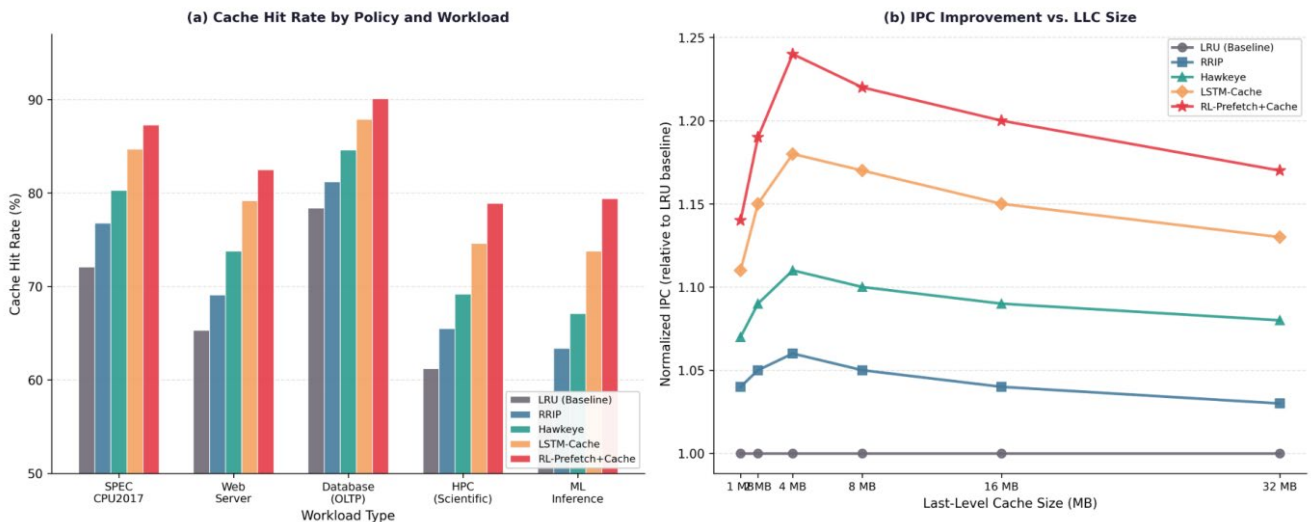 (a) Cache Hit Rate by Policy and Workload
Cache Hit Rate (%)
90
80
70
60
50
LRU (Baseline)
RRIP
Hawkeye
LSTM-Cache
RL-Prefetch+Cache
SPEC
CPU2017
Web
Server
Database
(OLTP)
HPC
(Scientific)
ML
Inference
Workload Type
(b) IPC Improvement vs. LLC Size
Normalized IPC (relative to LRU baseline)
1.25
1.20
1.15
1.10
1.05
1.00
LRU (Baseline)
RRIP
Hawkeye
LSTM-Cache
RL-Prefetch+Cache
1 MB
2 MB
4 MB
8 MB
16 MB
32 MB
Last-Level Cache Size (MB)